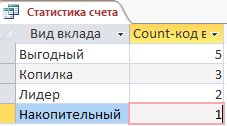 Статистика счета
Вид вклада Count-код в
Выгодный 5
Копилка 3
Лидер 2
Накопительный 1